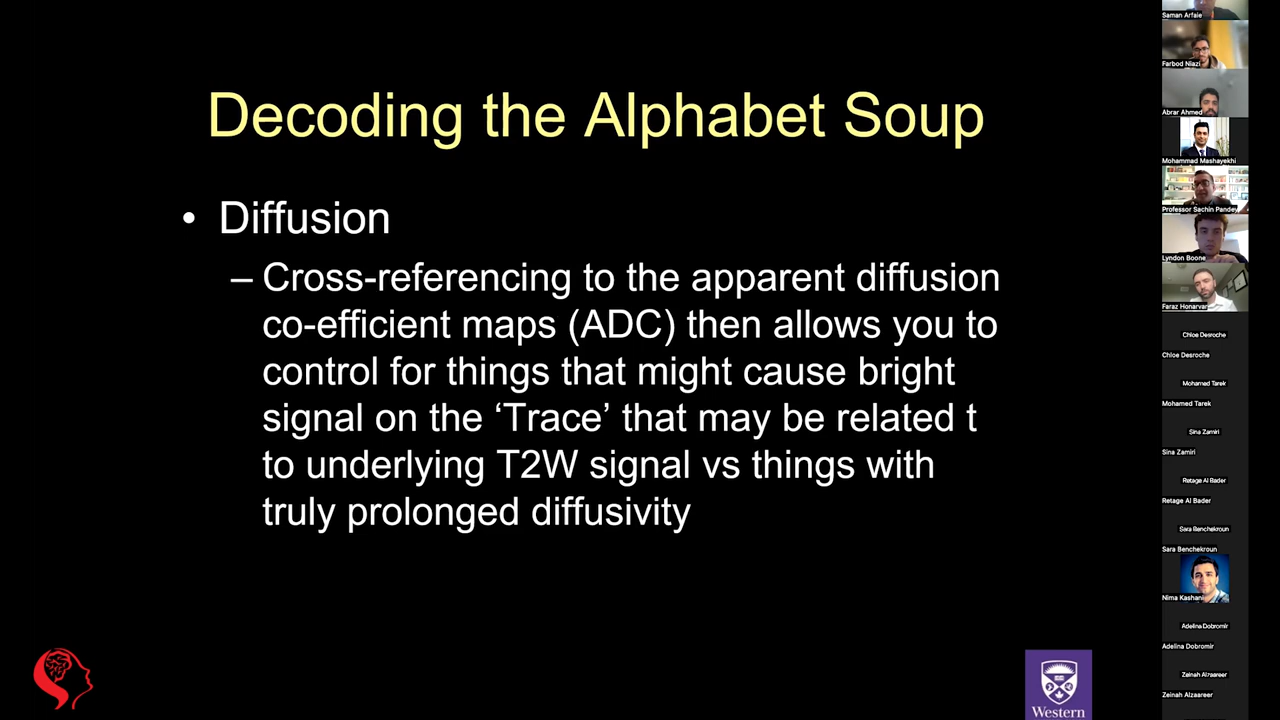 Decoding the Alphabet Soup
• Diffusion
– Cross-referencing to the apparent diffusion
co-efficient maps (ADC) then allows you to
control for things that might cause bright
signal on the ‘Trace’ that may be related t
to underlying T2W signal vs things with
truly prolonged diffusivity
Western
Saman Arfaie
Farbod Niazi
Abrar Ahmed
Mohammad Mashayekhi
Professor Sachin Pandey
Lyndon Boone
Faraz Honarvar
Chloe Desroche
Chloe Desroche
Mohamed Tarek
Mohamed Tarek
Sina Zamiri
Sina Zamiri
Retage Al Bader
Retage Al Bader
Sara Benchekroun
Sara Benchekroun
Nima Kashani
Adelina Dobromir
Adelina Dobromir
Zeinah Alzaareer
Zeinah Alzaareer